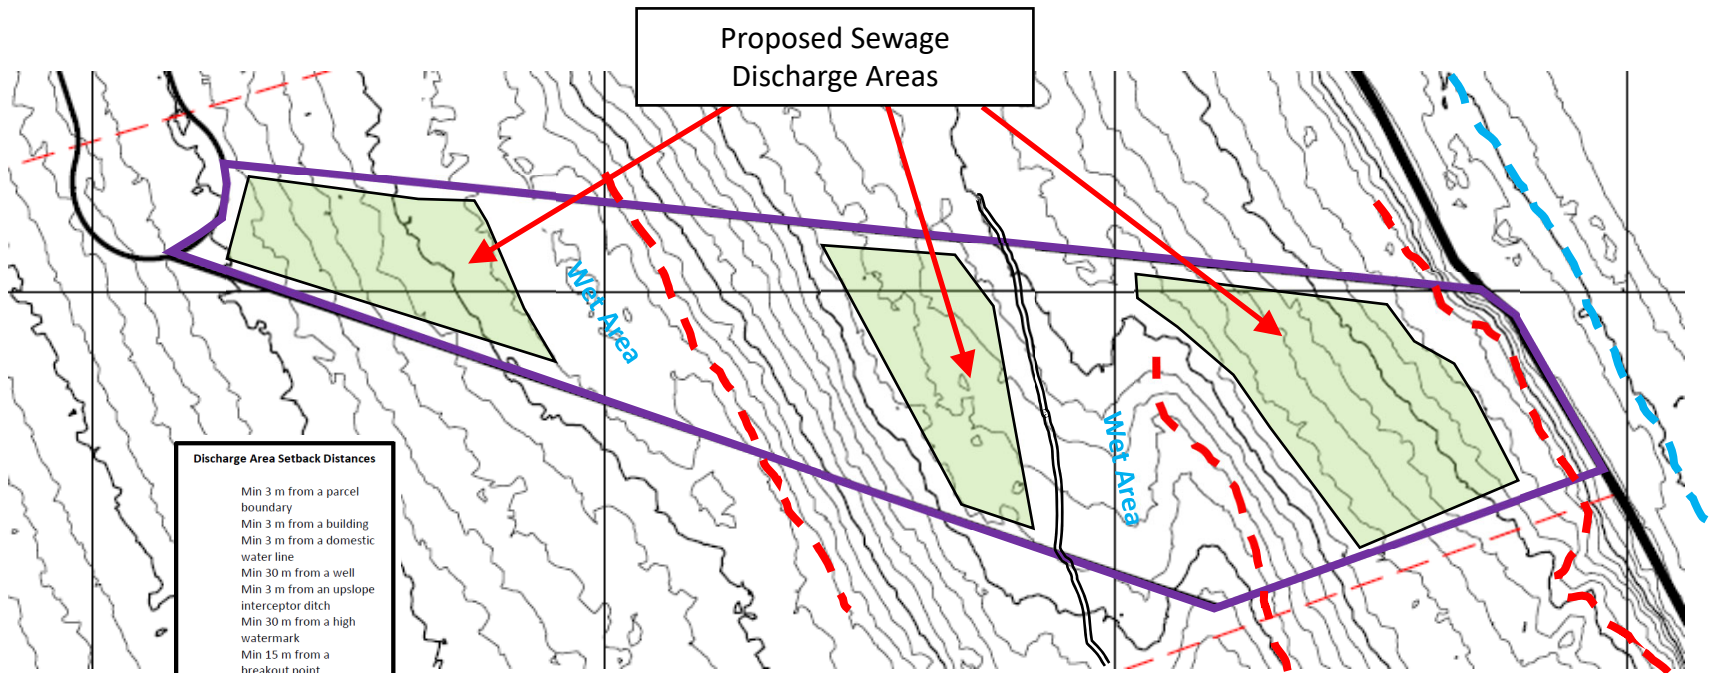 Proposed Sewage
Discharge Areas
Wet Area
Wet Area
Discharge Area Setback Distances
Min 3 m from a parcel
boundary
Min 3 m from a building
Min 3 m from a domestic
water line
Min 30 m from a well
Min 3 m from an upslope
interceptor ditch
Min 30 m from a high
watermark
Min 15 m from a
breakout point